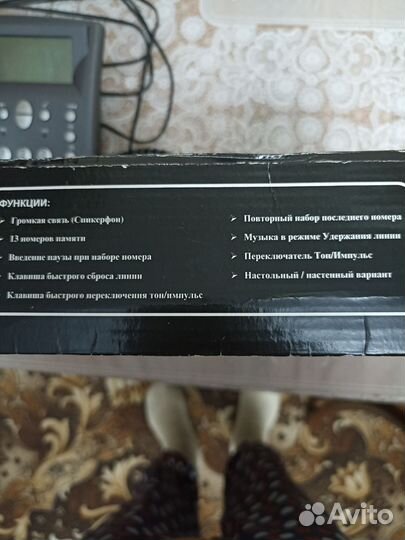 ФУНКЦИИ:
Громкая связь (Спикерфон)
13 номеров памяти
Введение паузы при наборе номера
Клавиша быстрого сброса линии
Клавиша быстрого переключения тон/импульс
Повторный набор последнего номера
Музыка в режиме Удержания линии
Переключатель Тон/Импульс
Настольный / настенный вариант
Avito